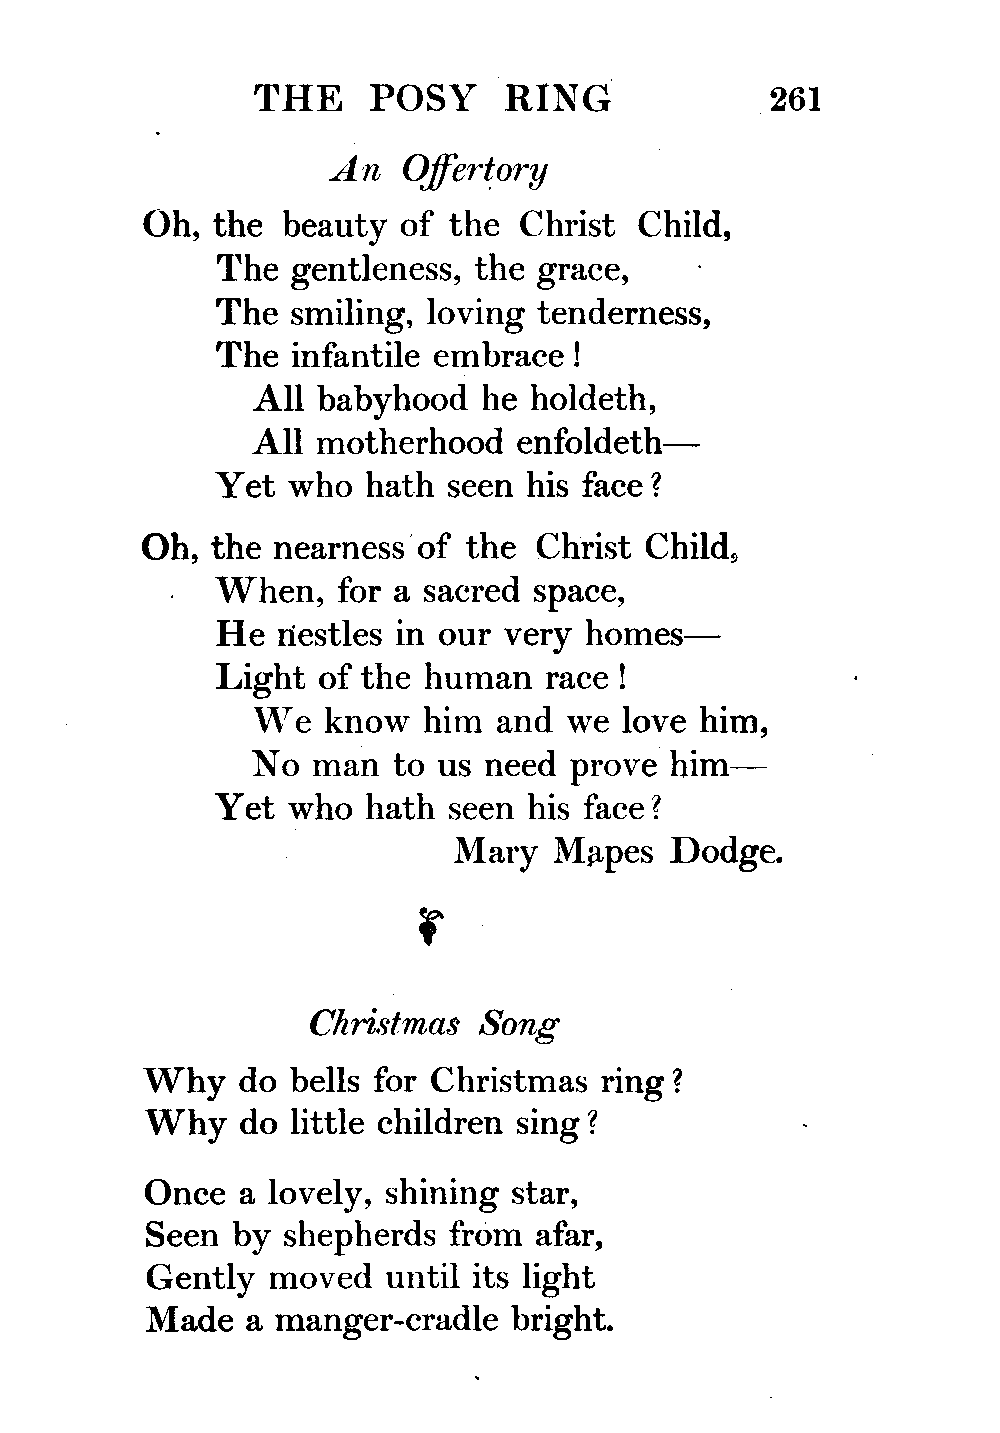 THE POSY RING 261
An Offertory
Oh, the beauty of the Christ Child,
The gentleness, the grace,
The smiling, loving tenderness,
The infantile embrace!
All babyhood he holdeth,
All motherhood enfoldeth—
Yet who hath seen his face?
Oh, the nearness of the Christ Child,
When, for a sacred space,
He nestles in our very homes—
Light of the human race!
We know him and we love him,
No man to us need prove him—
Yet who hath seen his face?
Mary Mapes Dodge.
Christmas Song
Why do bells for Christmas ring?
Why do little children sing?
Once a lovely, shining star,
Seen by shepherds from afar,
Gently moved until its light
Made a manger-cradle bright.